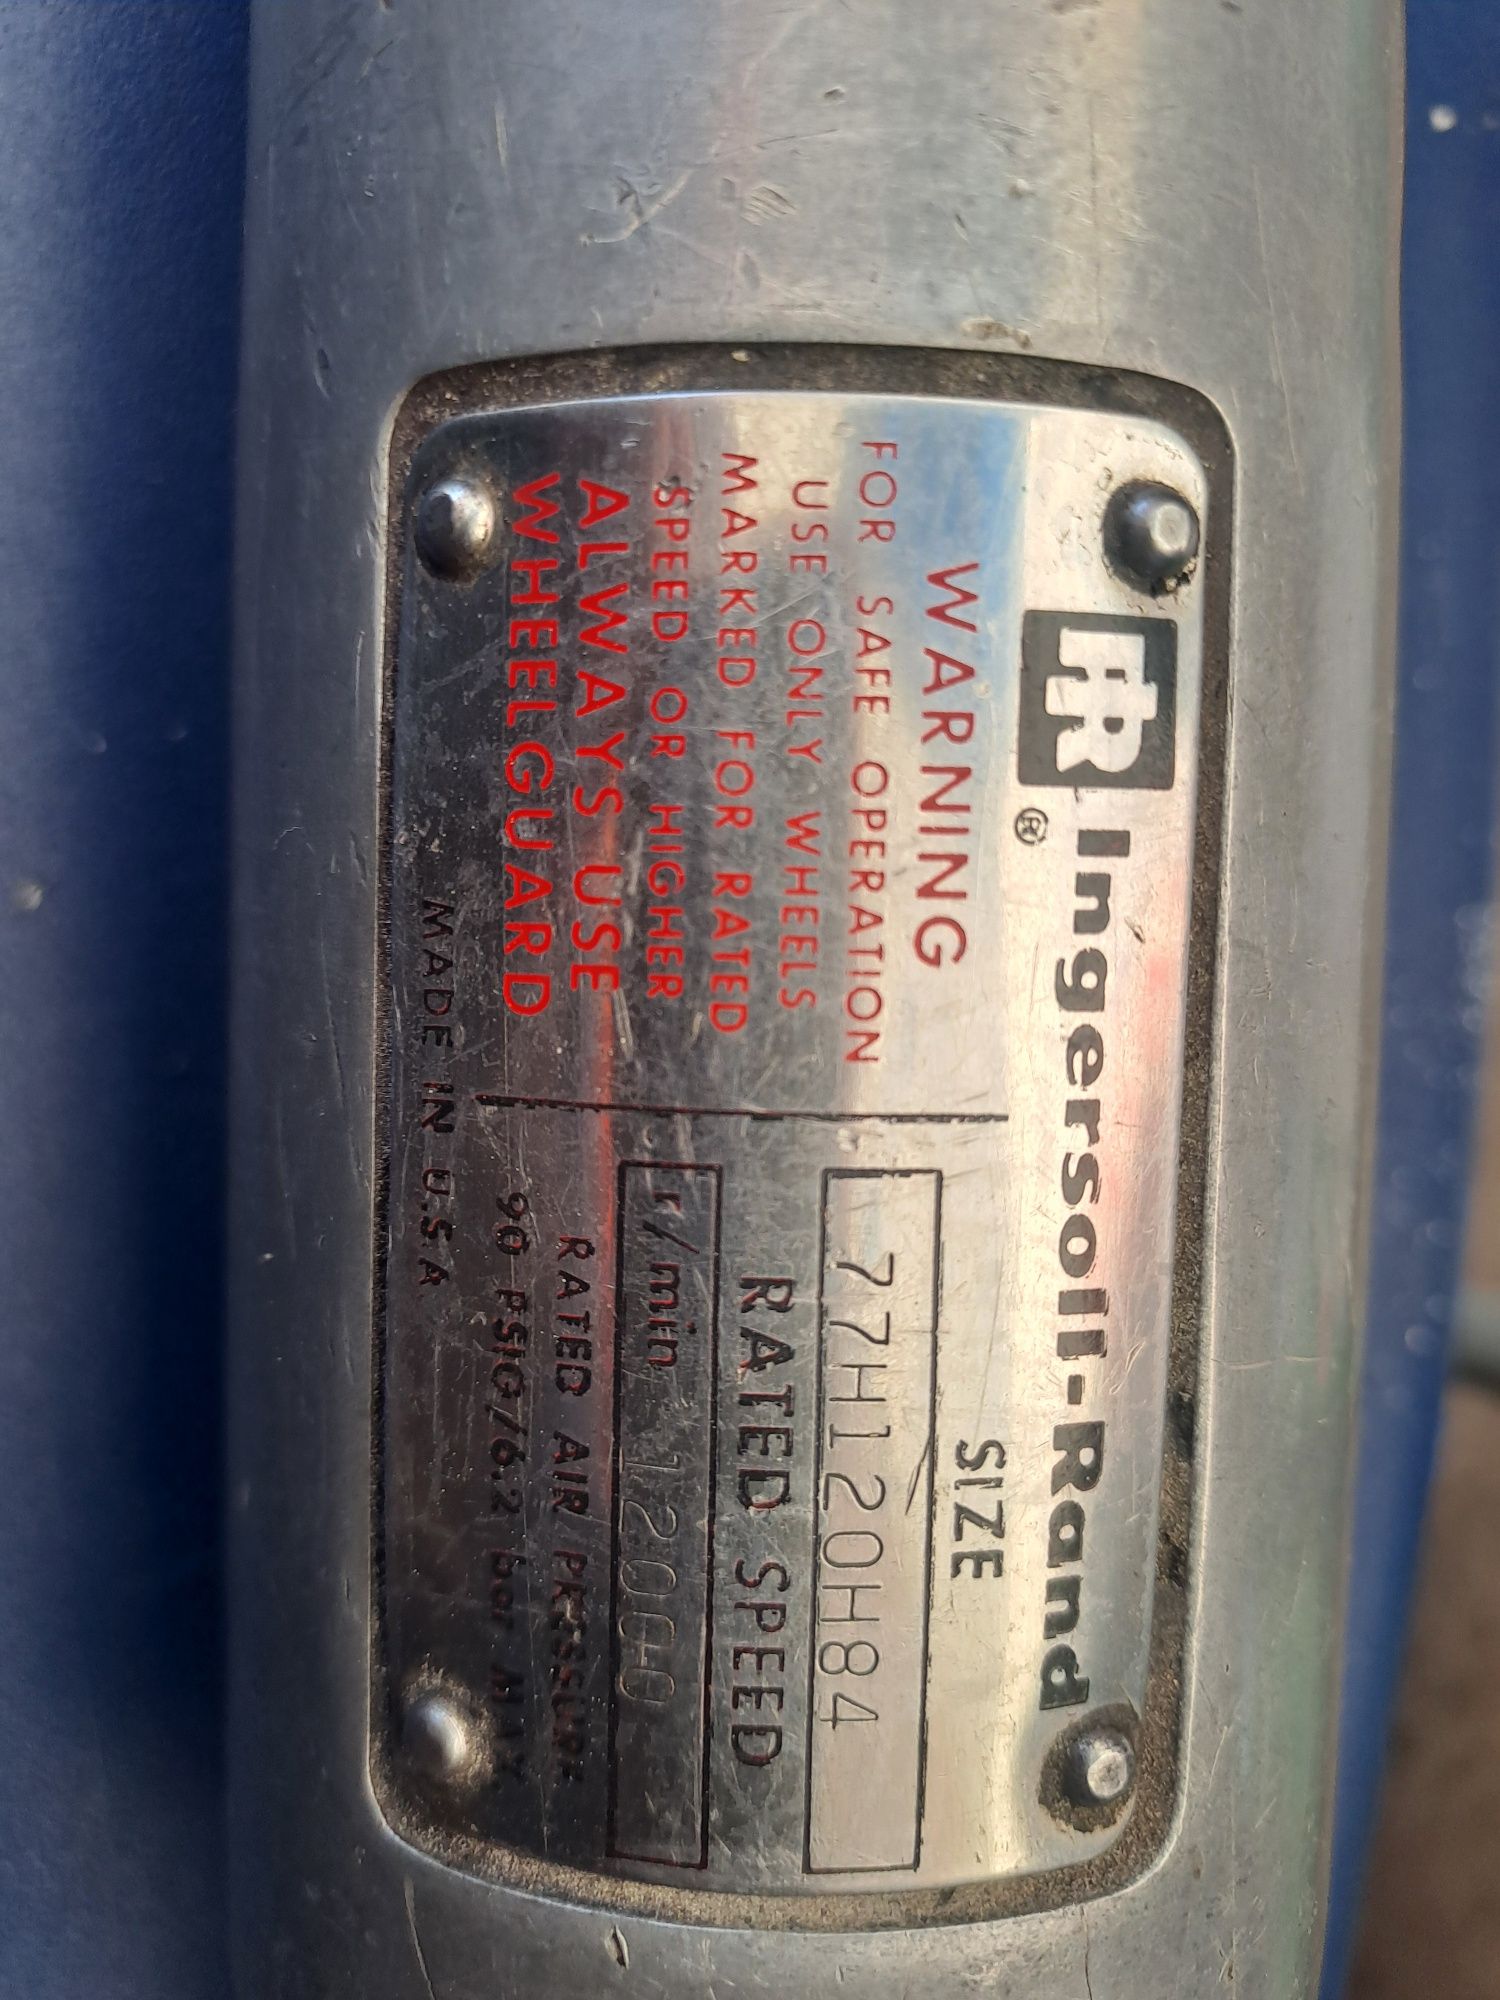 IR Ingersoll-Rand
®
WARNING
FOR SAFE OPERATION
USE ONLY WHEELS
MARKED FOR RATED
SPEED OR HIGHER
ALWAYS USE
WHEELGUARD
SIZE
77H120H84
RATED SPEED
r/min 12000
RATED AIR PRESSURE
90 PSIG/6.2 bar MAX
MADE IN U.S.A